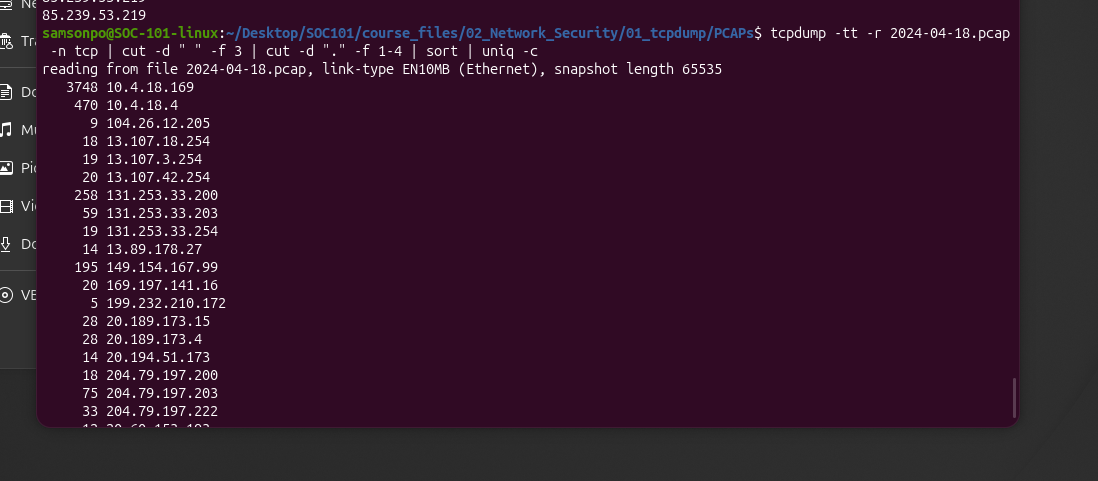 85.239.53.219
samsonpo@SOC-101-linux:~/Desktop/SOC101/course_files/02_Network_Security/01_tcpdump/PCAPs$ tcpdump -tt -r 2024-04-18.pcap
-n tcp | cut -d " " -f 3 | cut -d "." -f 1-4 | sort | uniq -c
reading from file 2024-04-18.pcap, link-type EN10MB (Ethernet), snapshot length 65535
3748 10.4.18.169
470 10.4.18.4
9 104.26.12.205
18 13.107.18.254
19 13.107.3.254
20 13.107.42.254
258 131.253.33.200
59 131.253.33.203
19 131.253.33.254
14 13.89.178.27
195 149.154.167.99
20 169.197.141.16
5 199.232.210.172
28 20.189.173.15
28 20.189.173.4
14 20.194.51.173
18 204.79.197.200
75 204.79.197.203
33 204.79.197.222
Tra
Do
Mu
Pic
Vi
Do
VB